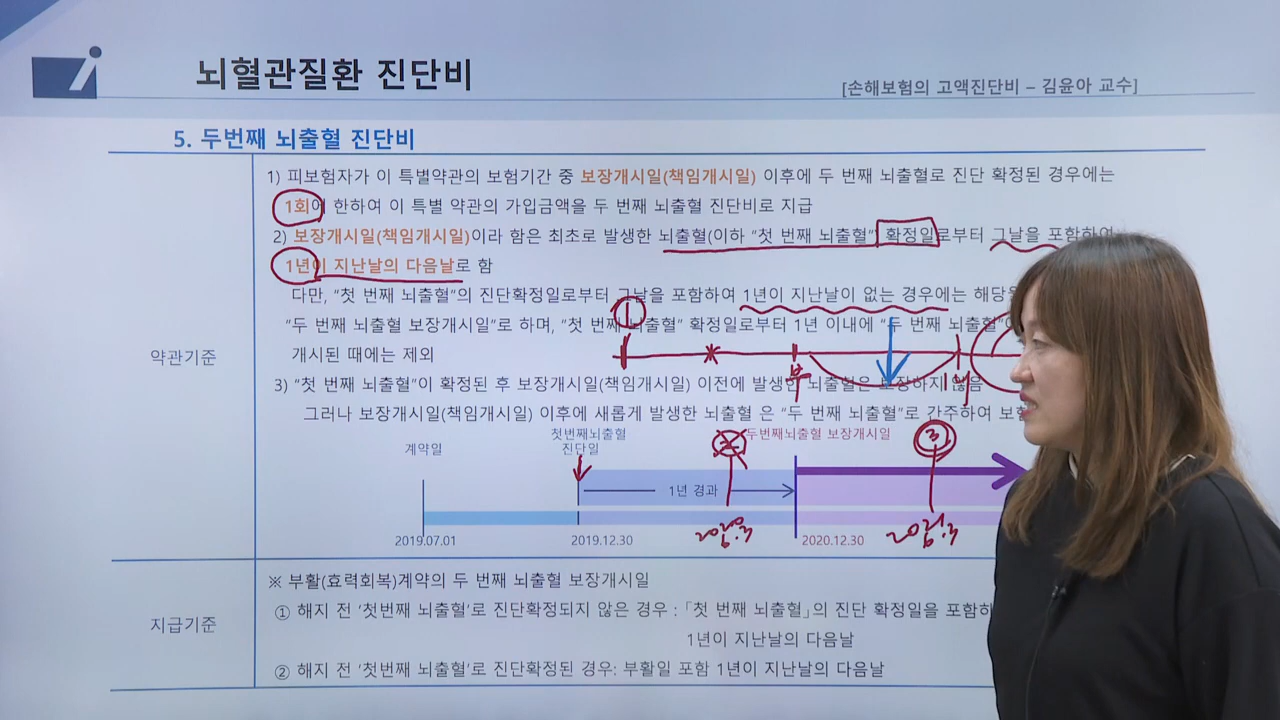 뇌혈관질환 진단비
[손해보험의 고액진단비 – 김윤아 교수]
5. 두번째 뇌출혈 진단비
약관기준
1) 피보험자가 이 특별약관의 보험기간 중 보장개시일(책임개시일) 이후에 두 번째 뇌출혈로 진단 확정된 경우에는
1회에 한하여 이 특별 약관의 가입금액을 두 번째 뇌출혈 진단비로 지급
2) 보장개시일(책임개시일)이라 함은 최초로 발생한 뇌출혈(이하 "첫 번째 뇌출혈" 확정일로부터 그날을 포함하여
1년이 지난날의 다음날로 함
다만, "첫 번째 뇌출혈"의 진단확정일로부터 그날을 포함하여 1년이 지난날이 없는 경우에는 해당
"두 번째 뇌출혈 보장개시일"로 하며, "첫 번째 뇌출혈" 확정일로부터 1년 이내에 "두 번째 뇌출혈"
①
개시된 때에는 제외
부
1년
3) "첫 번째 뇌출혈"이 확정된 후 보장개시일(책임개시일) 이전에 발생한 뇌출혈은 보장하지 않음
그러나 보장개시일(책임개시일) 이후에 새롭게 발생한 뇌출혈 은 "두 번째 뇌출혈"로 간주하여
계약일
첫번째뇌출혈
진단일
②
두번째뇌출혈 보장개시일
③
1년 경과
2019.07.01
2019.12.30
2020.3
2020.12.30
2021.3
지급기준
※ 부활(효력회복)계약의 두 번째 뇌출혈 보장개시일
① 해지 전 '첫번째 뇌출혈'로 진단확정되지 않은 경우 : 「첫 번째 뇌출혈」의 진단 확정일을 포함하
1년이 지난날의 다음날
② 해지 전 '첫번째 뇌출혈'로 진단확정된 경우: 부활일 포함 1년이 지난날의 다음날